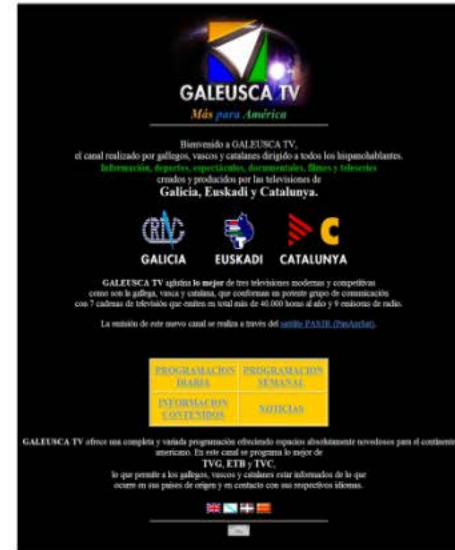 GALEUSCA TV
Más para América
Bienvenido a GALEUSCA TV,
el canal realizado por gallegos, vascos y catalanes dirigido a todos los hispanohablantes.
Información, deportes, espectáculos, documentales, filmes y teleseries
creados y producidos por las televisiones de
Galicia, Euskadi y Catalunya.
GALICIA EUSKADI CATALUNYA
GALEUSCA TV aglutina lo mejor de tres televisiones modernas y competitivas
como son la gallega, vasca y catalana, que conforman un potente grupo de comunicación
con 7 cadenas de televisión que emiten en total más de 40.000 horas al año y 9 emisoras de radio.
La emisión de este nuevo canal se realiza a través del satélite PAS3R (PanAmSat).
PROGRAMACION DIARIA
PROGRAMACION SEMANAL
INFORMACION CONTENIDOS
NOTICIAS
GALEUSCA TV ofrece una completa y variada programación ofreciendo espacios absolutamente novedosos para el continente
americano. En este canal se programa lo mejor de
TVG, ETB y TVC,
lo que permite a los gallegos, vascos y catalanes estar informados de lo que
ocurre en sus países de origen y en contacto con sus respectivos idiomas.